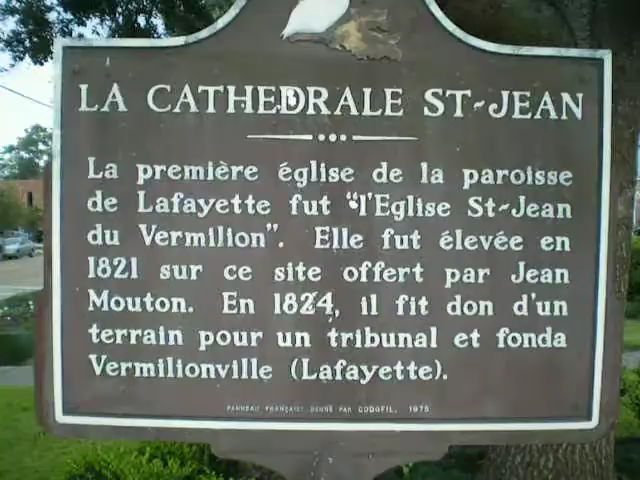 LA CATHEDRALE ST-JEAN
La première église de la paroisse
de Lafayette fut "l'Eglise St-Jean
du Vermilion". Elle fut élevée en
1821 sur ce site offert par Jean
Mouton. En 1824, il fit don d'un
terrain pour un tribunal et fonda
Vermilionville (Lafayette).
PANNEAU FRANÇAIS DONNÉ PAR CODOFIL, 1975